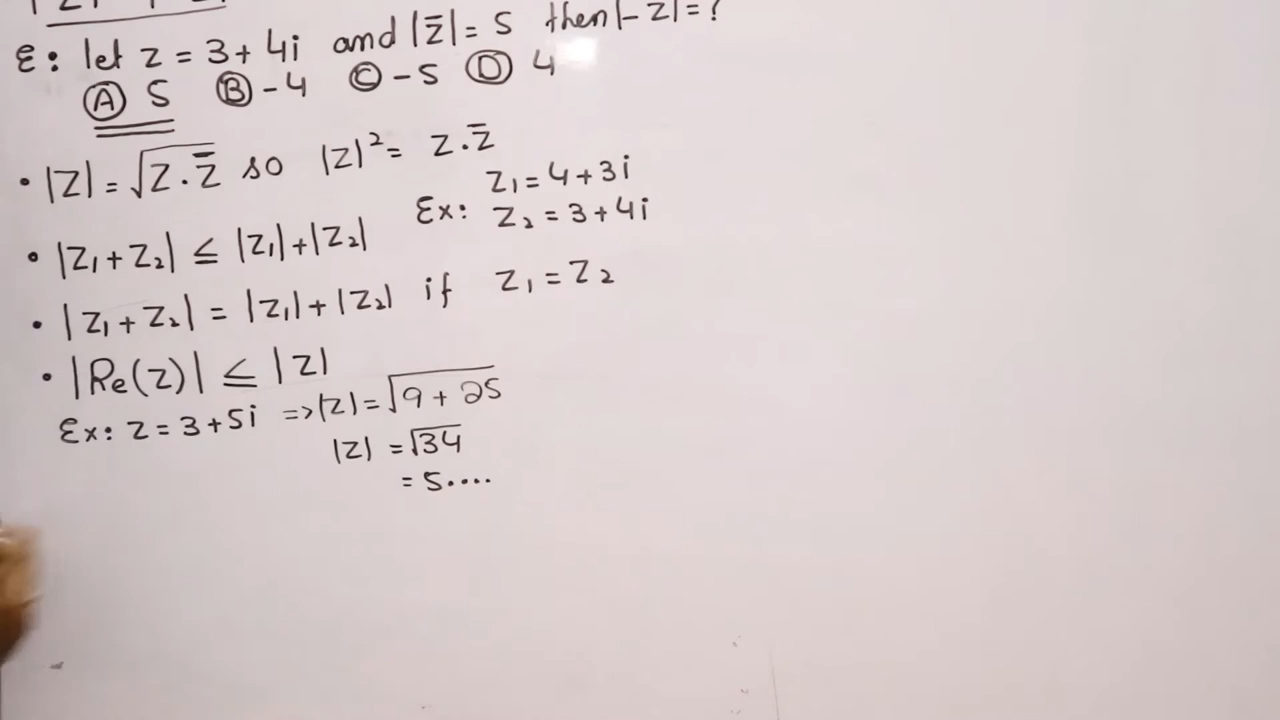 ε: let z = 3 + 4i and |z̄| = 5 then |-z| = ?
Ⓐ 5 Ⓑ -4 Ⓒ -5 Ⓓ 4
• |z| = √z.z̄ so |z|² = z.z̄
• |z₁ + z₂| ≤ |z₁| + |z₂| Ex: z₁ = 4 + 3i
z₂ = 3 + 4i
• |z₁ + z₂| = |z₁| + |z₂| if z₁ = z₂
• |Re(z)| ≤ |z|
Ex: z = 3 + 5i => |z| = √9 + 25
|z| = √34
= 5....